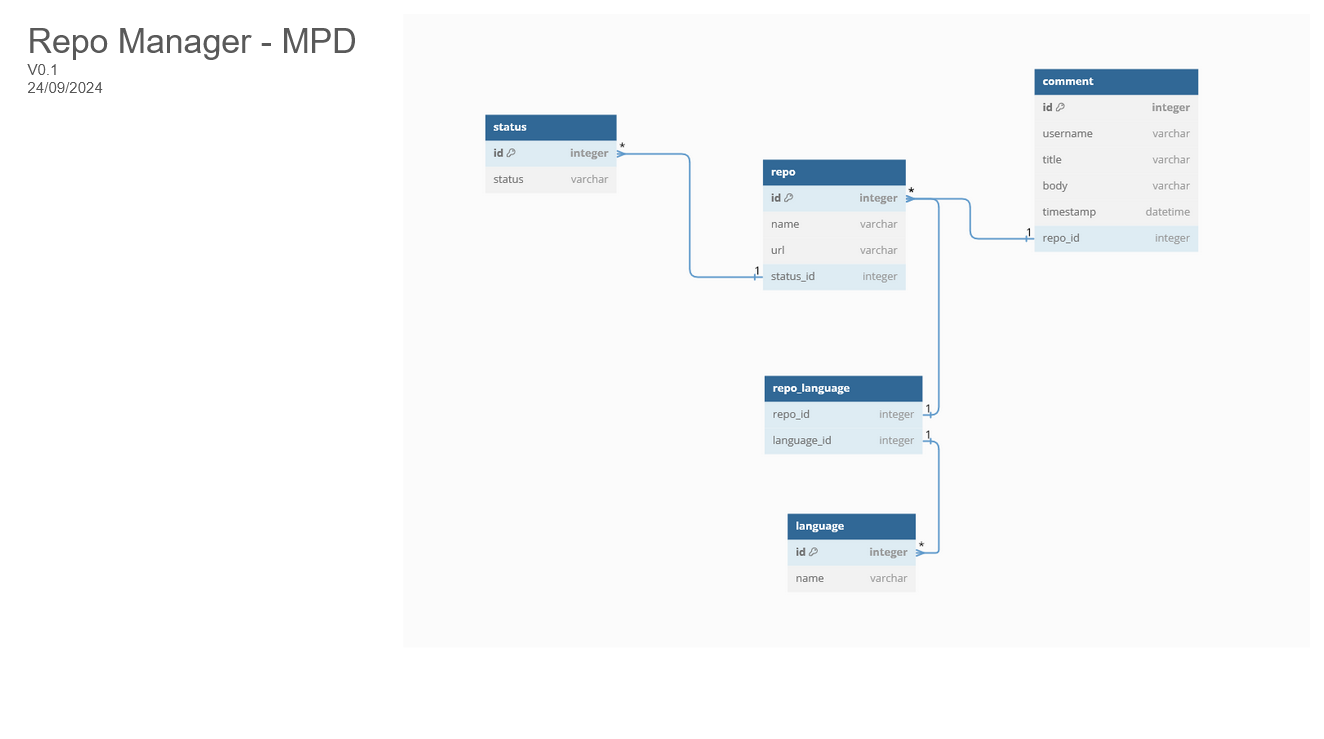 Repo Manager - MPD
V0.1
24/09/2024
status
id integer
status varchar
*
repo
id integer
name varchar
url varchar
status_id integer
*
1
comment
id integer
username varchar
title varchar
body varchar
timestamp datetime
repo_id integer
1
repo_language
repo_id integer
language_id integer
1
1
language
id integer
name varchar
*